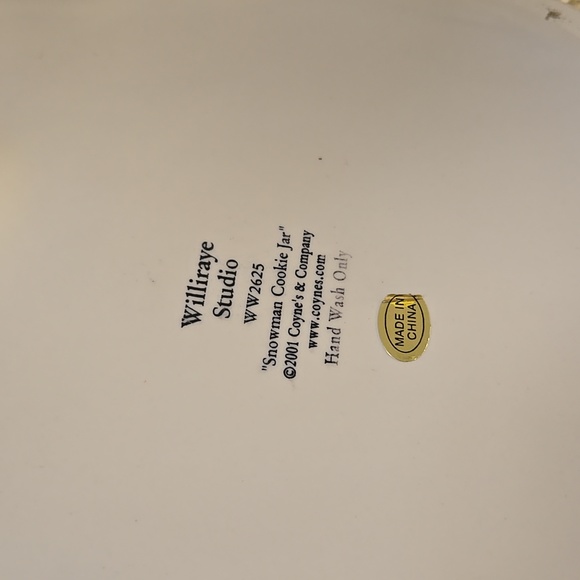 Williraye
Studio
WW2625
"Snowman Cookie Jar"
©2001 Coyne's & Company
www.coynes.com
Hand Wash Only
MADE IN
CHINA